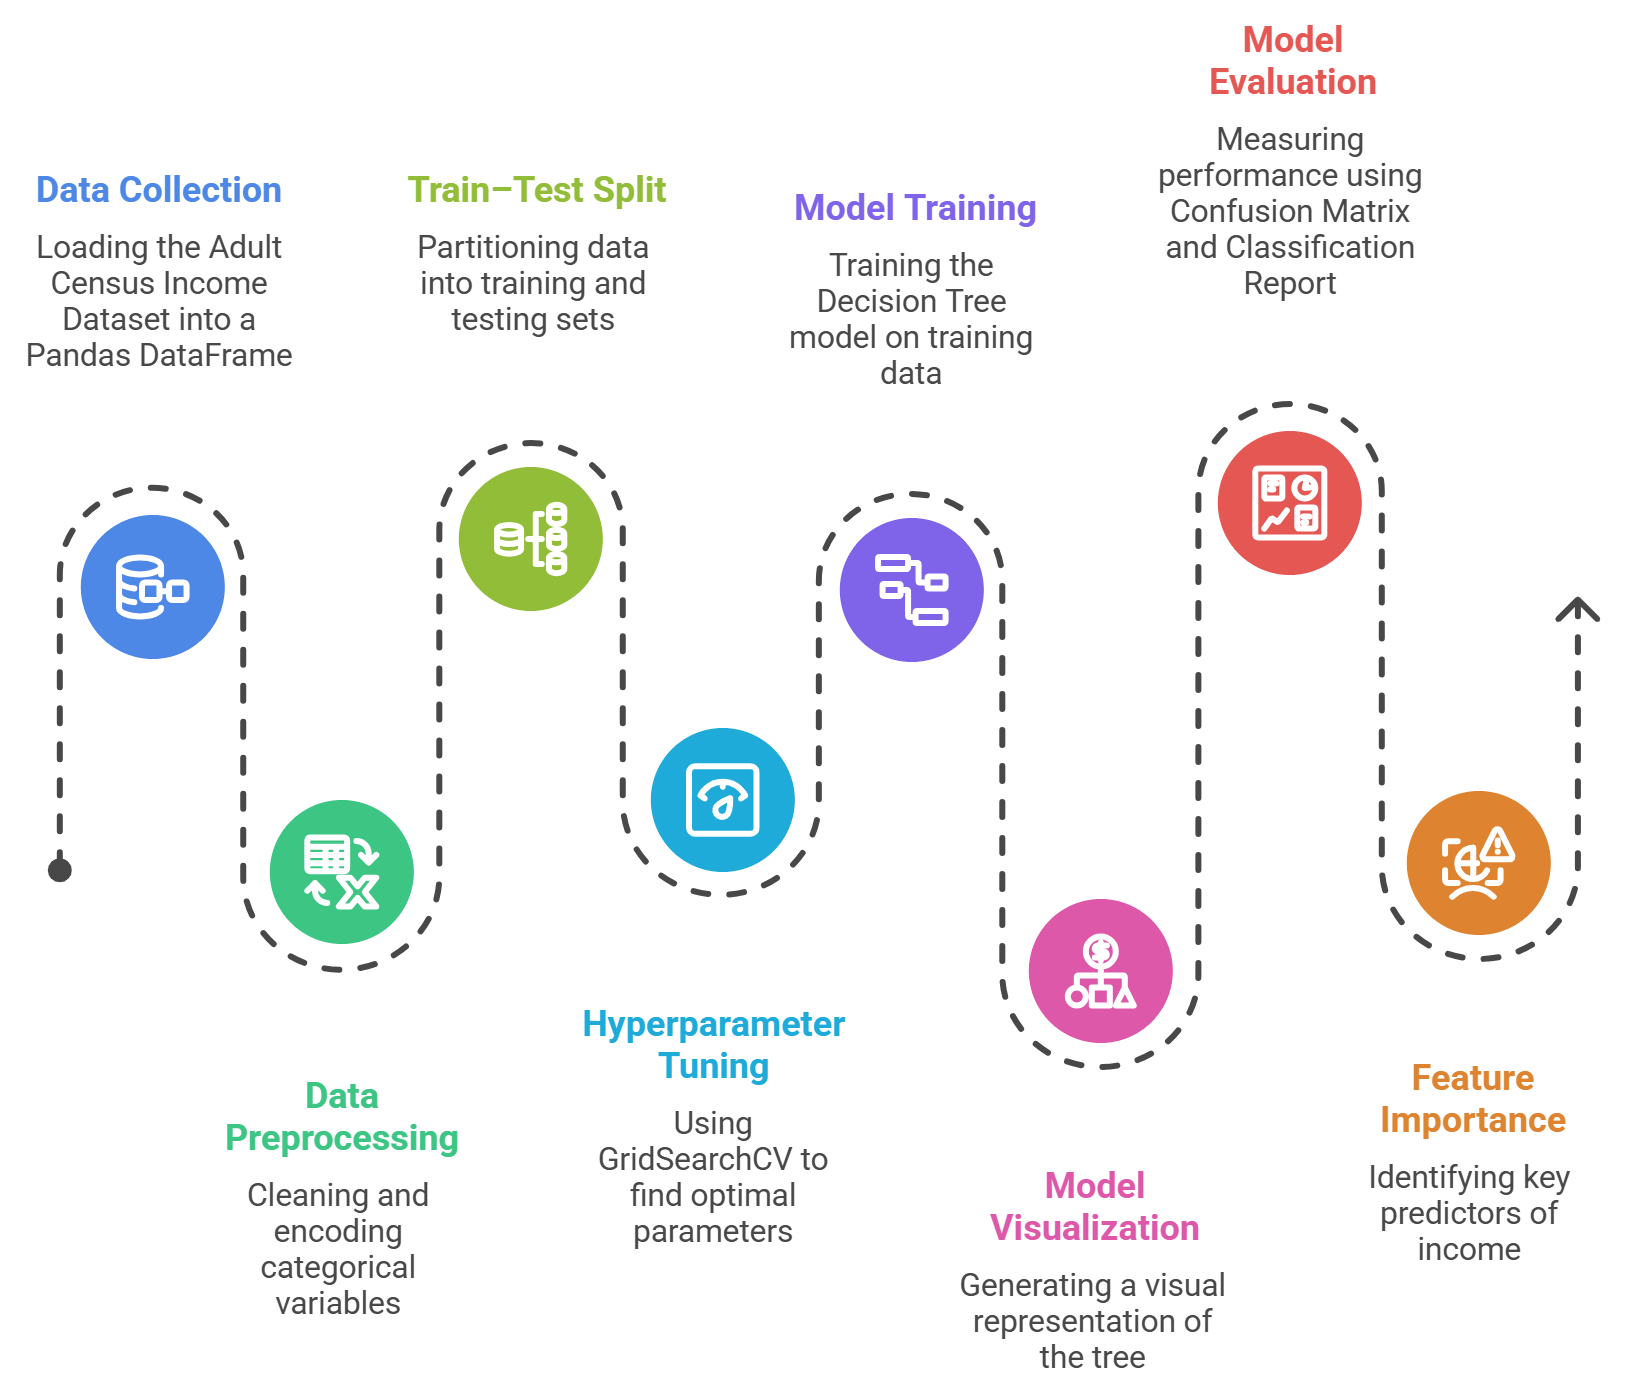 Data Collection
Loading the Adult
Census Income
Dataset into a
Pandas DataFrame
Data
Preprocessing
Cleaning and
encoding
categorical
variables
Train–Test Split
Partitioning data
into training and
testing sets
Hyperparameter
Tuning
Using
GridSearchCV to
find optimal
parameters
Model Training
Training the
Decision Tree
model on training
data
Model
Visualization
Generating a visual
representation of
the tree
Model
Evaluation
Measuring
performance using
Confusion Matrix
and Classification
Report
Feature
Importance
Identifying key
predictors of
income